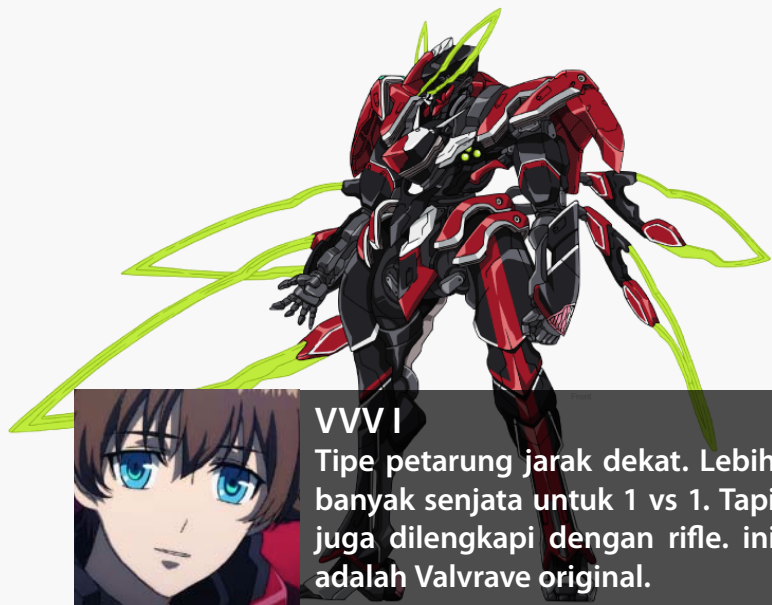 VVV I
Tipe petarung jarak dekat. Lebih
banyak senjata untuk 1 vs 1. Tapi
juga dilengkapi dengan rifle. ini
adalah Valvrave original.